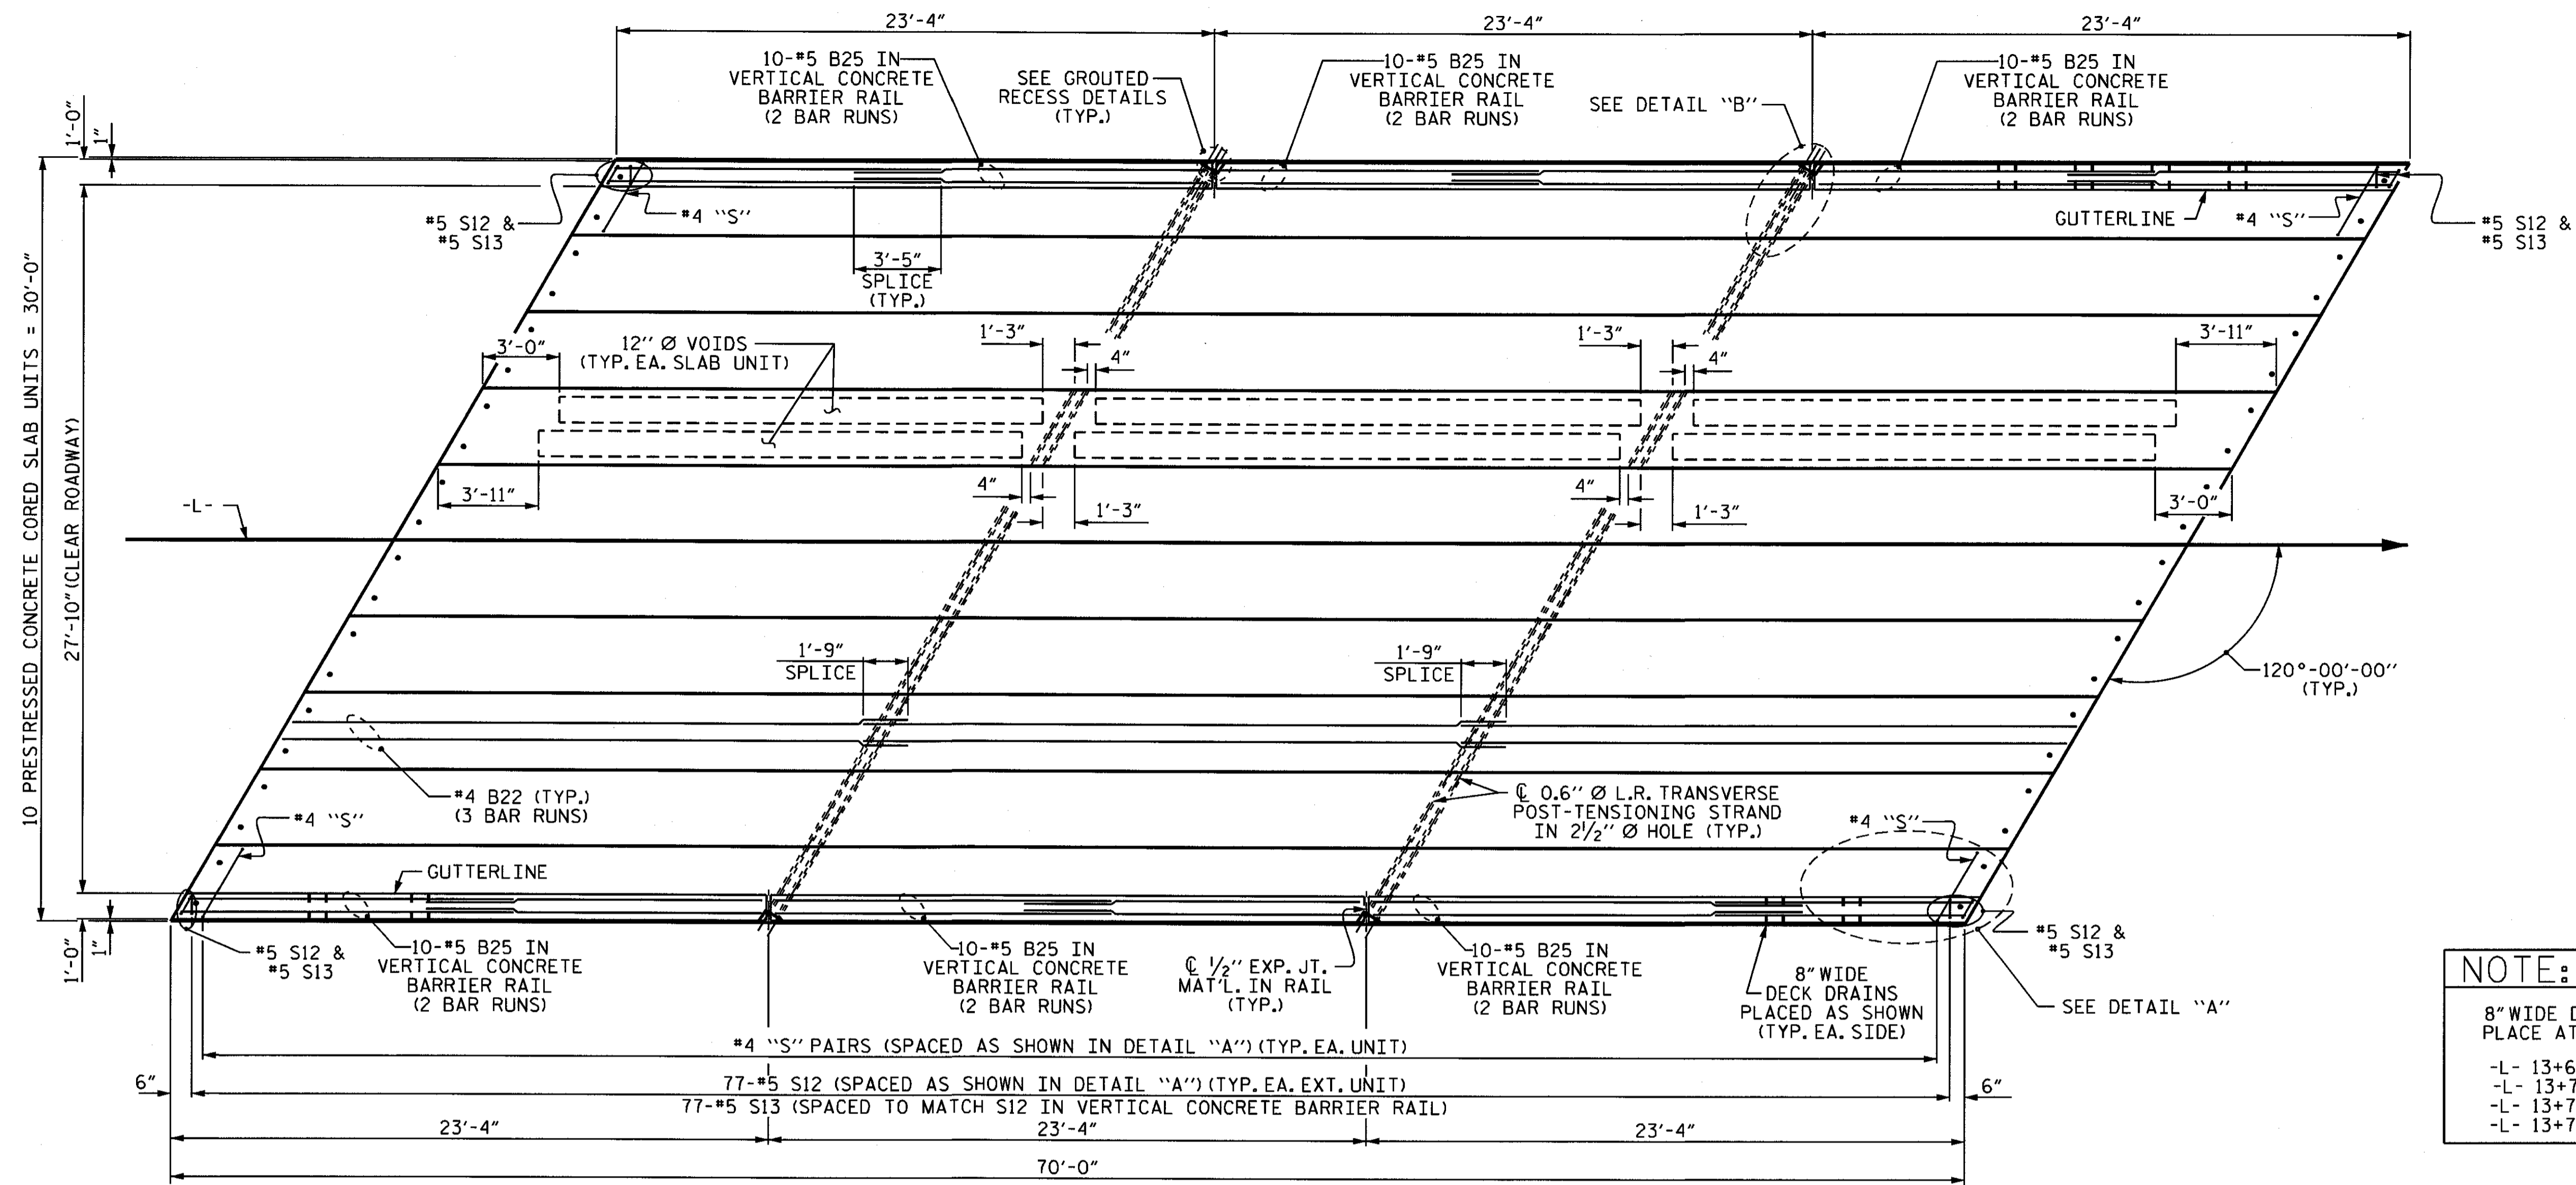 23'-4"
23'-4"
23'-4"
10-#5 B25 IN
VERTICAL CONCRETE
BARRIER RAIL
(2 BAR RUNS)
SEE GROUTED
RECESS DETAILS
(TYP.)
10-#5 B25 IN
VERTICAL CONCRETE
BARRIER RAIL
(2 BAR RUNS)
SEE DETAIL "B"
10-#5 B25 IN
VERTICAL CONCRETE
BARRIER RAIL
(2 BAR RUNS)
1'-0"
1"
#5 S12 &
#5 S13
#4 "S"
GUTTERLINE
#4 "S"
#5 S12 &
#5 S13
3'-5"
SPLICE
(TYP.)
10 PRESTRESSED CONCRETE CORED SLAB UNITS = 30'-0"
27'-10" (CLEAR ROADWAY)
3'-0"
12" Ø VOIDS
(TYP. EA. SLAB UNIT)
1'-3"
4"
1'-3"
4"
3'-11"
3'-11"
4"
1'-3"
4"
1'-3"
3'-0"
-L-
1'-9"
SPLICE
1'-9"
SPLICE
120°-00'-00"
(TYP.)
#4 B22 (TYP.)
(3 BAR RUNS)
℄ 0.6" Ø L.R. TRANSVERSE
POST-TENSIONING STRAND
IN 2½" Ø HOLE (TYP.)
#4 "S"
#4 "S"
GUTTERLINE
1'-0"
1"
#5 S12 &
#5 S13
10-#5 B25 IN
VERTICAL CONCRETE
BARRIER RAIL
(2 BAR RUNS)
10-#5 B25 IN
VERTICAL CONCRETE
BARRIER RAIL
(2 BAR RUNS)
℄ ½" EXP. JT.
MAT'L. IN RAIL
(TYP.)
10-#5 B25 IN
VERTICAL CONCRETE
BARRIER RAIL
(2 BAR RUNS)
8" WIDE
DECK DRAINS
PLACED AS SHOWN
(TYP. EA. SIDE)
#5 S12 &
#5 S13
SEE DETAIL "A"
#4 "S" PAIRS (SPACED AS SHOWN IN DETAIL "A") (TYP. EA. UNIT)
6"
77-#5 S12 (SPACED AS SHOWN IN DETAIL "A") (TYP. EA. EXT. UNIT)
6"
77-#5 S13 (SPACED TO MATCH S12 IN VERTICAL CONCRETE BARRIER RAIL)
23'-4"
23'-4"
23'-4"
70'-0"
NOTE:
8" WIDE
PLACE AT
-L- 13+6
-L- 13+7
-L- 13+7
-L- 13+7